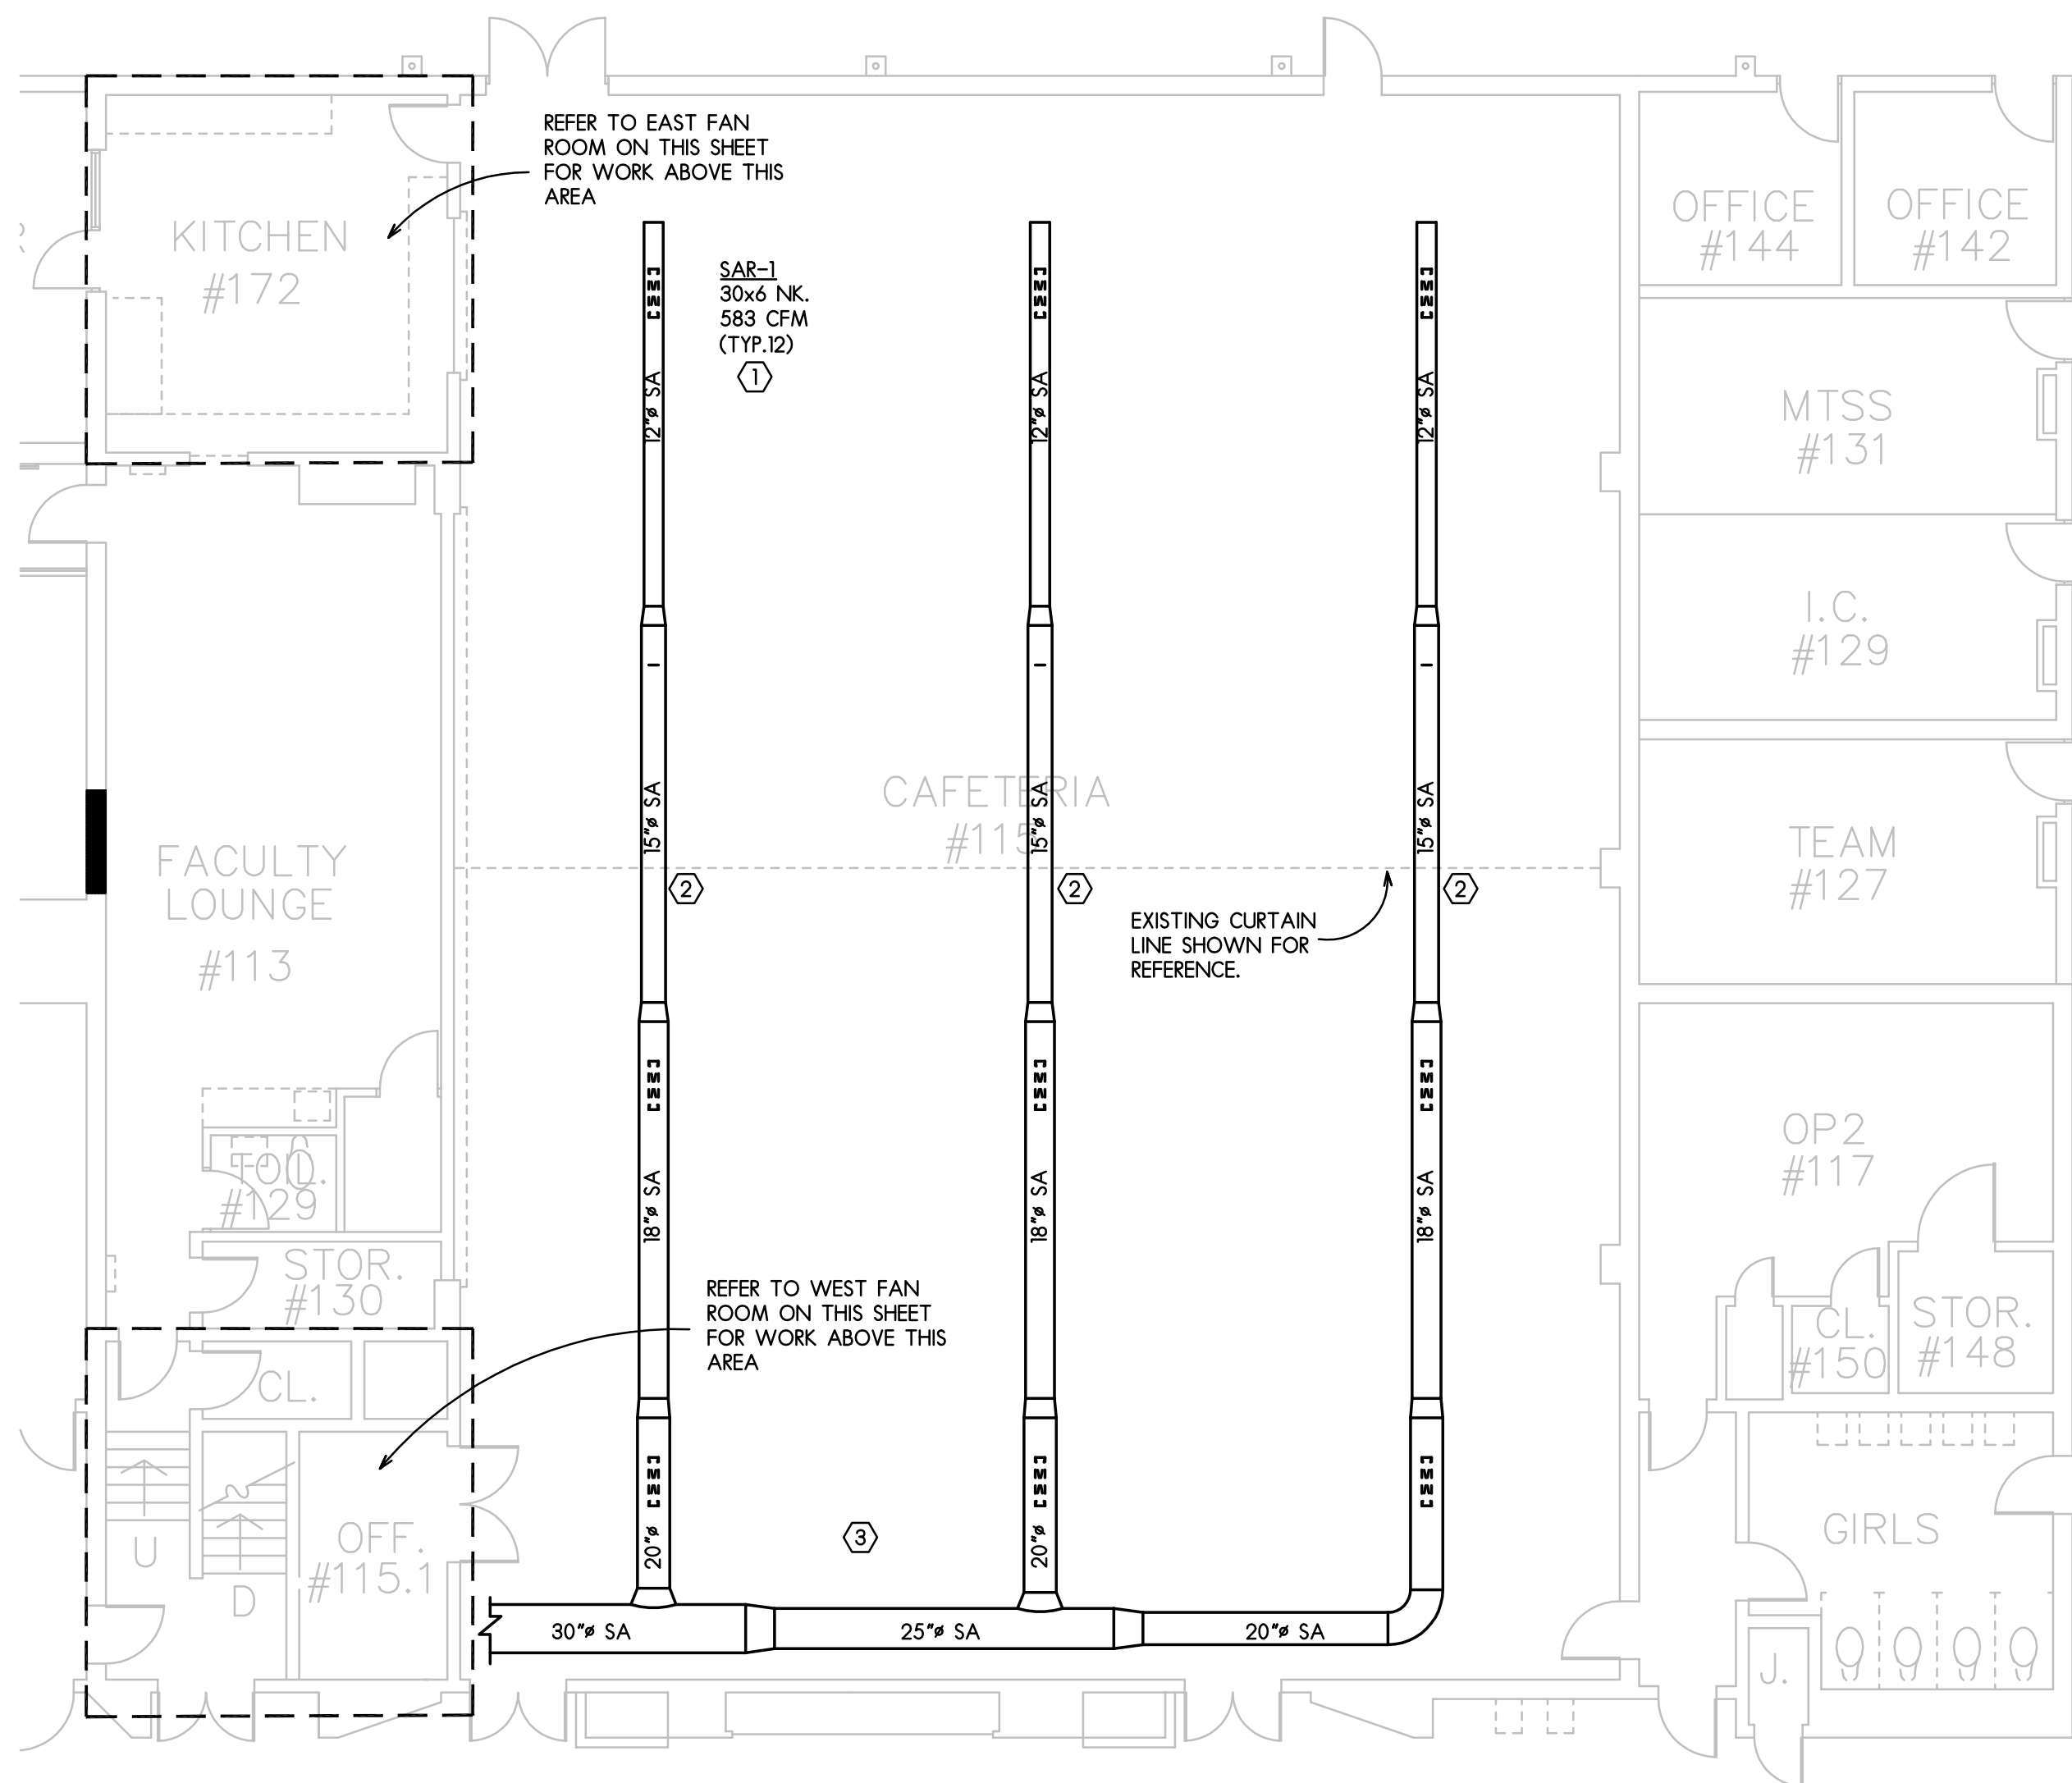 REFER TO EAST FAN
ROOM ON THIS SHEET
FOR WORK ABOVE THIS
AREA
KITCHEN
#172
SAR-1
30x6 NK.
583 CFM
(TYP.12)
1
OFFICE
#144
OFFICE
#142
12"ø SA
12"ø SA
12"ø SA
MTSS
#131
I.C.
#129
15"ø SA
15"ø SA
15"ø SA
CAFETERIA
#115
FACULTY
LOUNGE
#113
TEAM
#127
2
2
2
EXISTING CURTAIN
LINE SHOWN FOR
REFERENCE.
OP2
#117
TOIL.
#129
18"ø SA
18"ø SA
18"ø SA
STOR.
#130
REFER TO WEST FAN
ROOM ON THIS SHEET
FOR WORK ABOVE THIS
AREA
CL.
CL.
#150
STOR.
#148
OFF.
#115.1
U
D
20"ø
20"ø
3
GIRLS
30"ø SA
25"ø SA
20"ø SA
J.